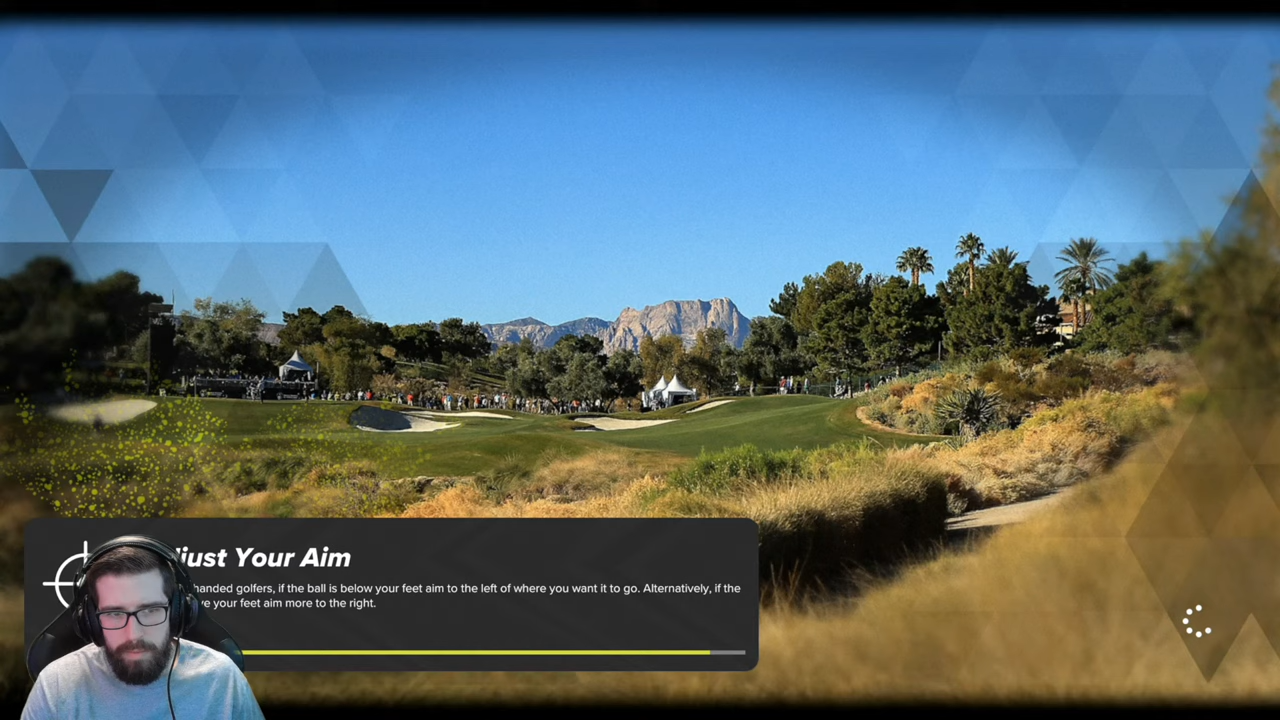 just Your Aim
handed golfers, if the ball is below your feet aim to the left of where you want it to go. Alternatively, if the
your feet aim more to the right.